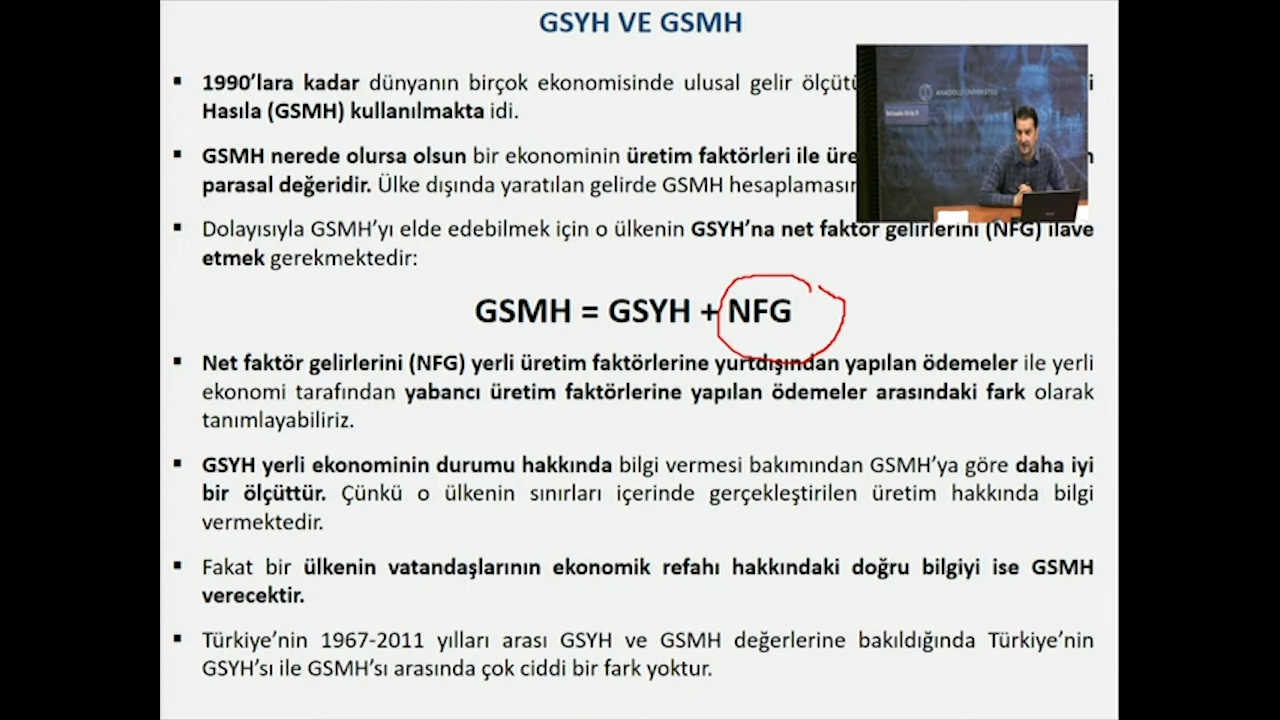 GSYH VE GSMH
▪ 1990’lara kadar dünyanın birçok ekonomisinde ulusal gelir
Hasıla (GSMH) kullanılmakta idi.
▪ GSMH nerede olursa olsun bir ekonominin üretim faktörleri ile
parasal değeridir. Ülke dışında yaratılan gelirde GSMH
▪ Dolayısıyla GSMH’yı elde edebilmek için o ülkenin GSYH’na net faktör gelirlerini (NFG) ilave
etmek gerekmektedir:
GSMH = GSYH + NFG
▪ Net faktör gelirlerini (NFG) yerli üretim faktörlerine yurtdışından yapılan ödemeler ile yerli
ekonomi tarafından yabancı üretim faktörlerine yapılan ödemeler arasındaki fark olarak
tanımlayabiliriz.
▪ GSYH yerli ekonominin durumu hakkında bilgi vermesi bakımından GSMH’ya göre daha iyi
bir ölçüttür. Çünkü o ülkenin sınırları içerinde gerçekleştirilen üretim hakkında bilgi
vermektedir.
▪ Fakat bir ülkenin vatandaşlarının ekonomik refahı hakkındaki doğru bilgiyi ise GSMH
verecektir.
▪ Türkiye’nin 1967-2011 yılları arası GSYH ve GSMH değerlerine bakıldığında Türkiye’nin
GSYH’sı ile GSMH’sı arasında çok ciddi bir fark yoktur.
ANADOLU ÜNİVERSİTESİ